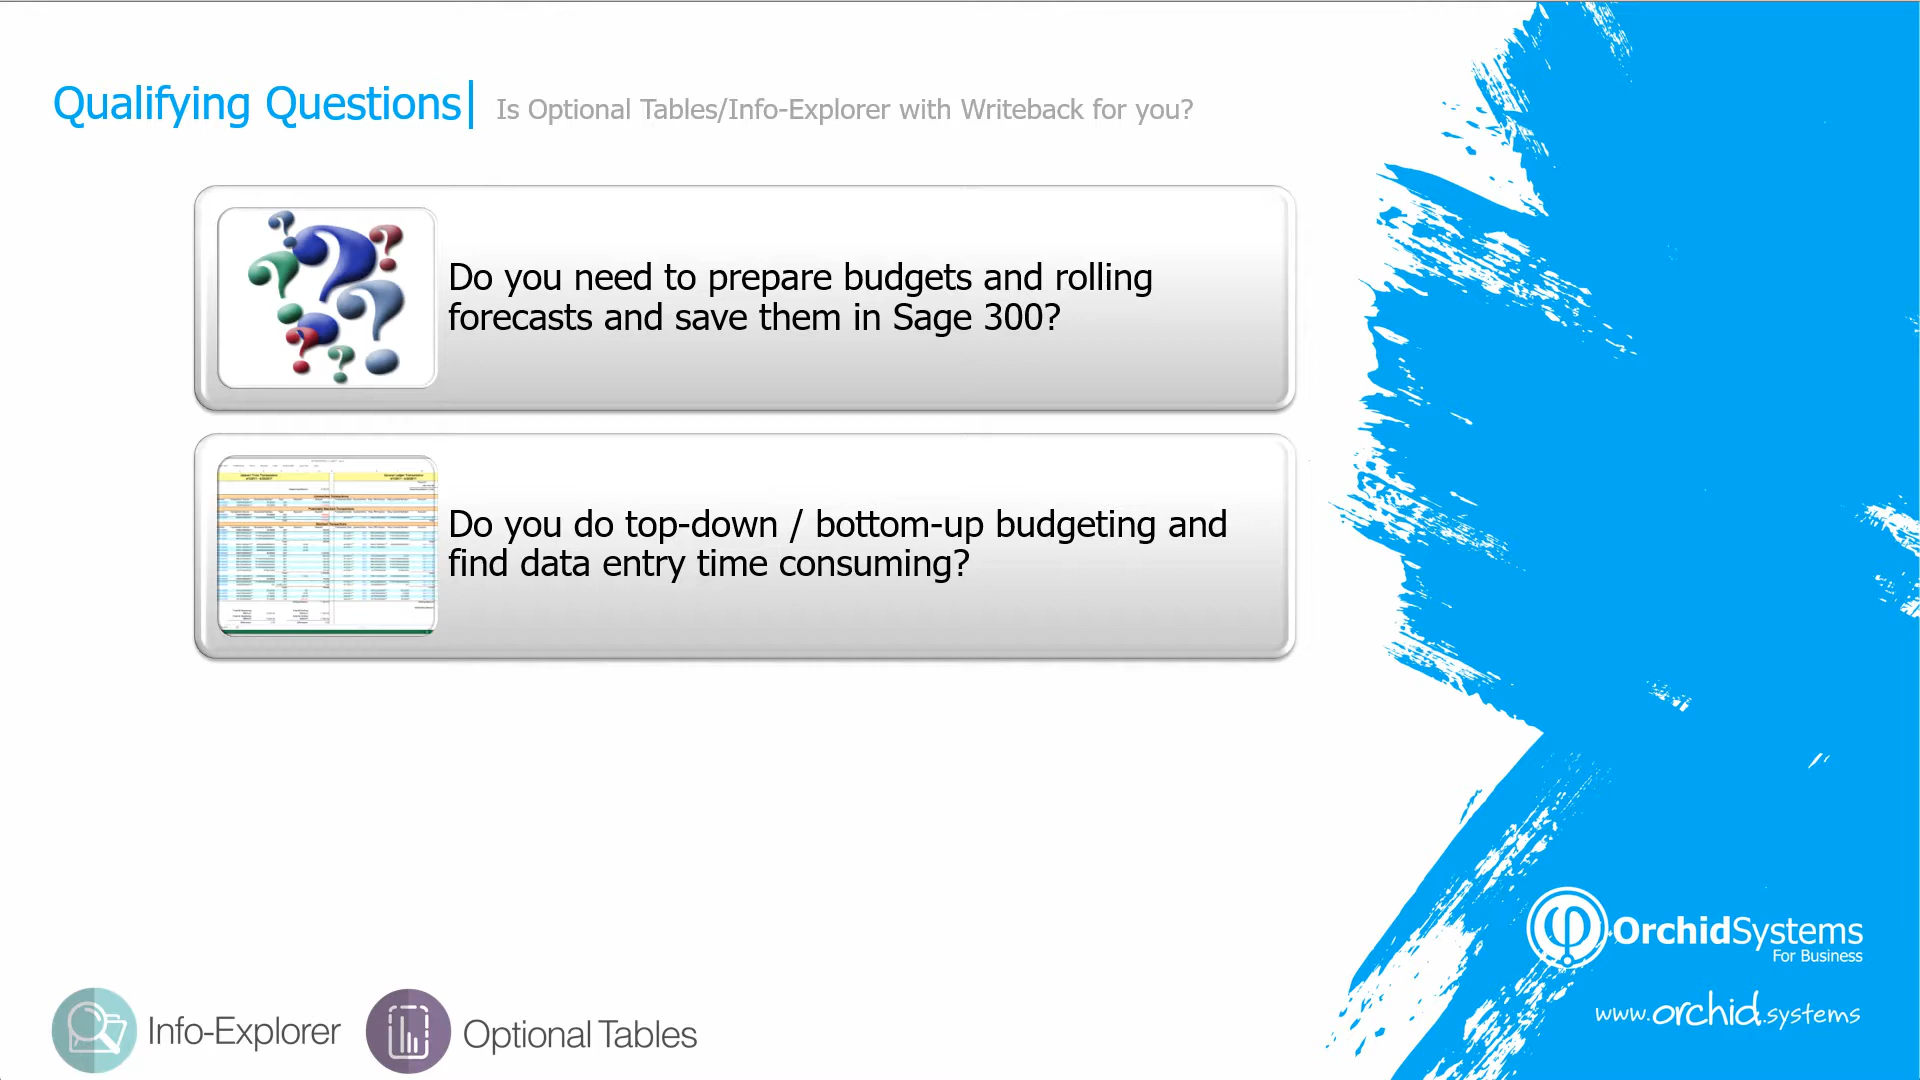 Qualifying Questions
Is Optional Tables/Info-Explorer with Writeback for you?
Do you need to prepare budgets and rolling
forecasts and save them in Sage 300?
Do you do top-down / bottom-up budgeting and
find data entry time consuming?
OrchidSystems
For Business
www.orchid.systems
Info-Explorer
Optional Tables